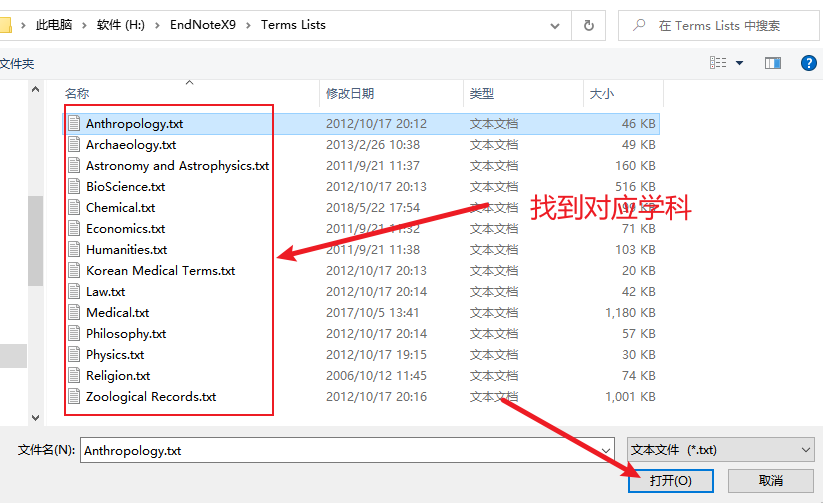 此电脑 > 软件 (H:) > EndNoteX9 > Terms Lists 在 Terms Lists 中搜索
文件夹
名称 修改日期 类型 大小
Anthropology.txt 2012/10/17 20:12 文本文档 46 KB
Archaeology.txt 2013/2/26 10:38 文本文档 49 KB
Astronomy and Astrophysics.txt 2011/9/21 11:37 文本文档 160 KB
BioScience.txt 2012/10/17 20:13 文本文档 516 KB
Chemical.txt 2018/5/22 17:54 文本文档 KB
找到对应学科
Economics.txt 2011/9/21 11:32 文本文档 71 KB
Humanities.txt 2011/9/21 11:38 文本文档 103 KB
Korean Medical Terms.txt 2012/10/17 20:13 文本文档 20 KB
Law.txt 2012/10/17 20:14 文本文档 42 KB
Medical.txt 2017/10/5 13:41 文本文档 1,180 KB
Philosophy.txt 2012/10/17 20:14 文本文档 57 KB
Physics.txt 2012/10/17 19:15 文本文档 30 KB
Religion.txt 2006/10/12 11:45 文本文档 74 KB
Zoological Records.txt 2012/10/17 20:16 文本文档 1,001 KB
文件名(N): Anthropology.txt 文本文件 (*.txt)
打开(O) 取消